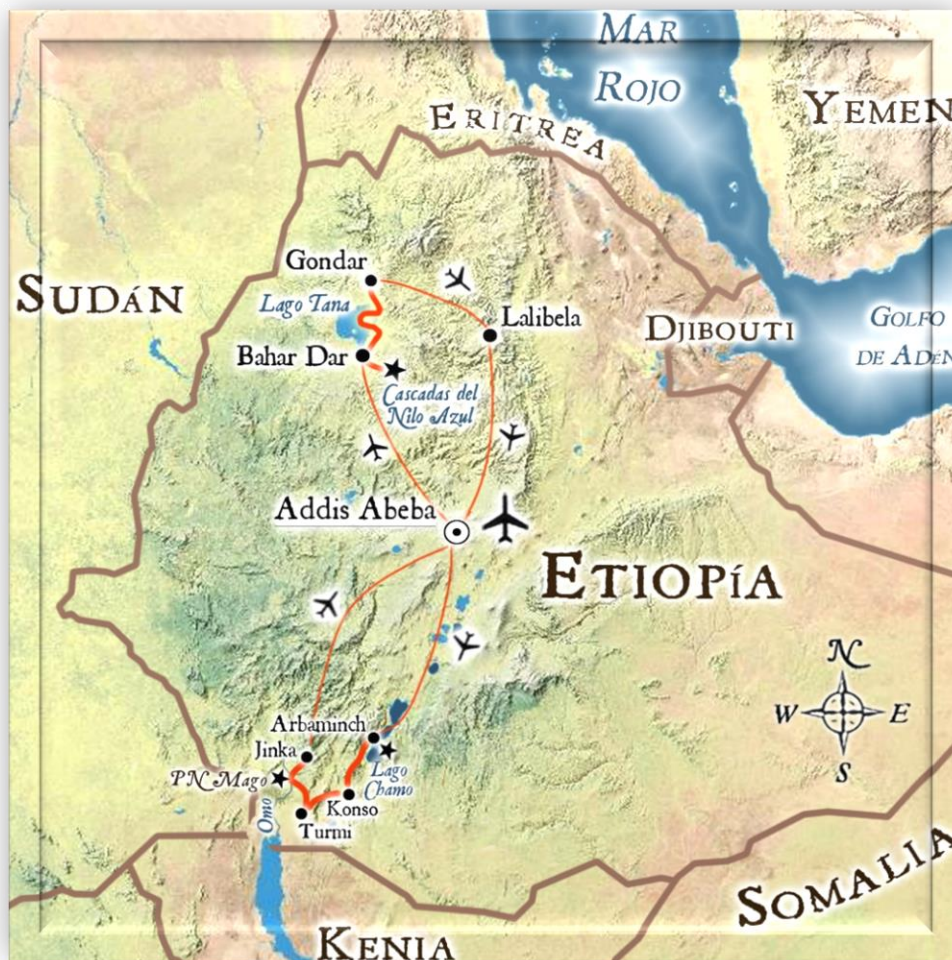 MAR
ROJO
YEMEN
ERITREA
Gondar
SUDÁN
Lago Tana
Lalibela
DJIBOUTI
GOLFO
DE ADEN
Bahar Dar
Cascadas del
Nilo Azul
Addis Abeba
ETIOPÍA
N
W
E
S
Arbaminch
Jinka
PN Mago
Lago
Chamo
Konso
Omo
Turmi
SOMALIA
KENIA